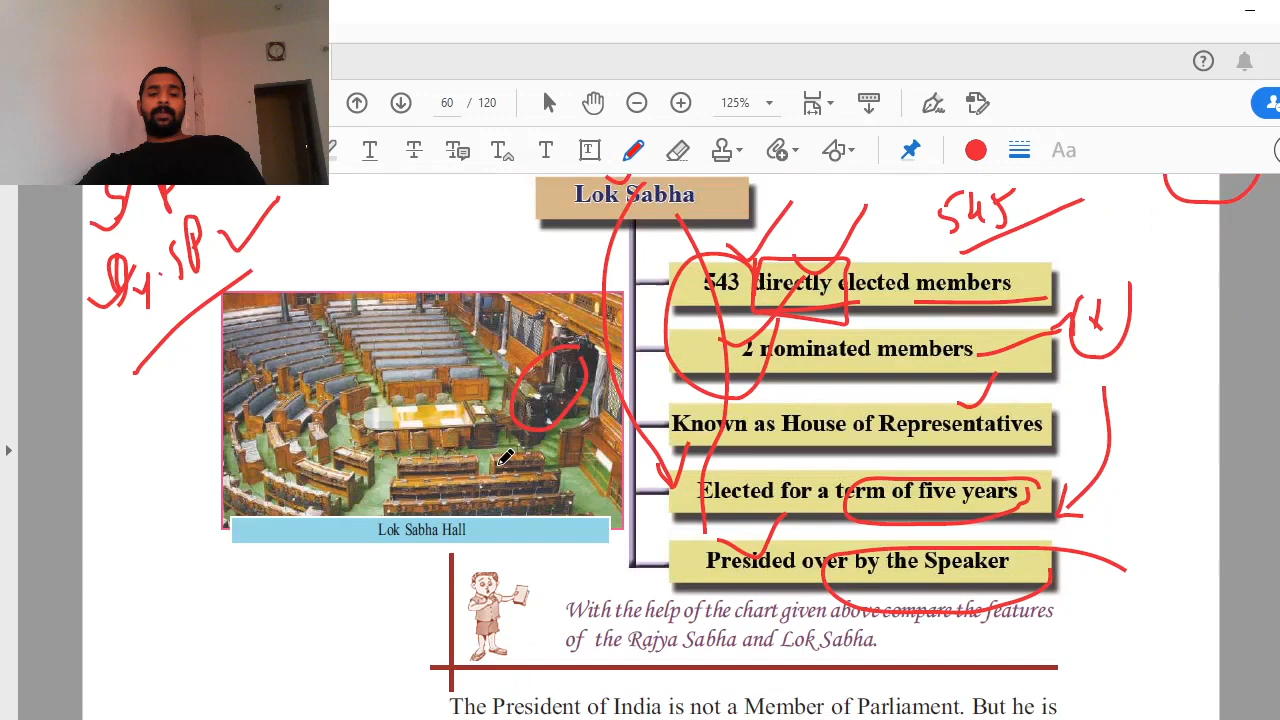 60 / 120
125%
Aa
SP
Dy.SP
Lok Sabha
545
543 directly elected members
2 nominated members
Known as House of Representatives
Elected for a term of five years
Presided over by the Speaker
Lok Sabha Hall
With the help of the chart given above compare the features
of the Rajya Sabha and Lok Sabha.
The President of India is not a Member of Parliament. But he is